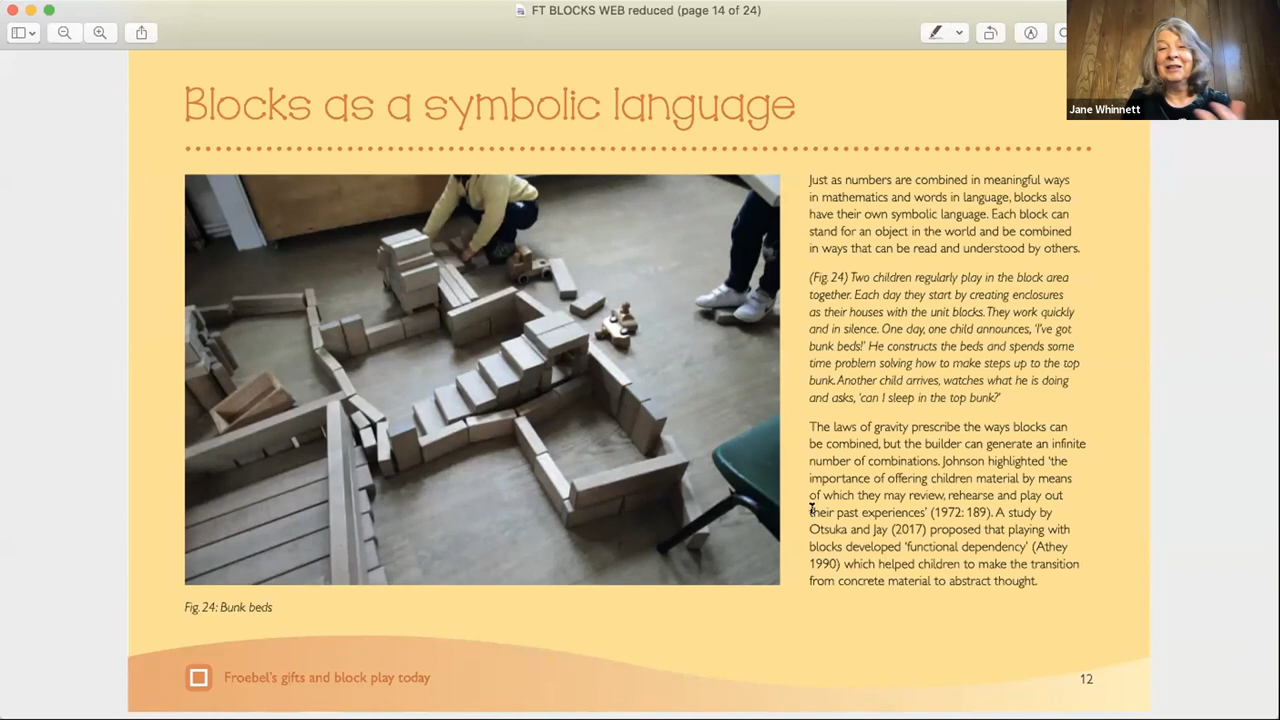 FT BLOCKS WEB reduced (page 14 of 24)
Jane Whinnett
Blocks as a symbolic language
Just as numbers are combined in meaningful ways
in mathematics and words in language, blocks also
have their own symbolic language. Each block can
stand for an object in the world and be combined
in ways that can be read and understood by others.
(Fig. 24) Two children regularly play in the block area
together. Each day they start by creating enclosures
as their houses with the unit blocks. They work quickly
and in silence. One day, one child announces, ‘I’ve got
bunk beds!’ He constructs the beds and spends some
time problem solving how to make steps up to the top
bunk. Another child arrives, watches what he is doing
and asks, ‘can I sleep in the top bunk?’
The laws of gravity prescribe the ways blocks can
be combined, but the builder can generate an infinite
number of combinations. Johnson highlighted ‘the
importance of offering children material by means
of which they may review, rehearse and play out
their past experiences’ (1972: 189). A study by
Otsuka and Jay (2017) proposed that playing with
blocks developed ‘functional dependency’ (Athey
1990) which helped children to make the transition
from concrete material to abstract thought.
Fig. 24: Bunk beds
Froebel’s gifts and block play today
12